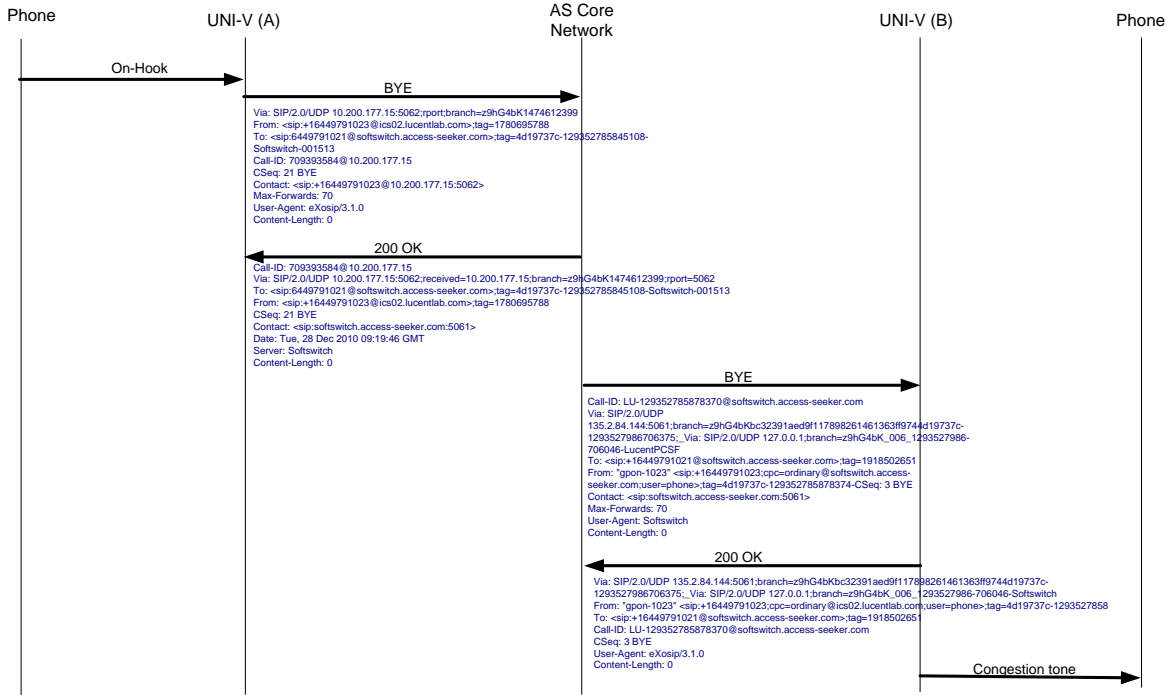 Phone
UNI-V (A)
AS Core
Network
UNI-V (B)
Phone
On-Hook
BYE
Via: SIP/2.0/UDP 10.200.177.15:5062;rport;branch=z9hG4bK1474612399
From: <sip:+16449791023@ics02.lucentlab.com>;tag=1780695788
To: <sip:6449791021@softswitch.access-seeker.com>;tag=4d19737c-129352785845108-
Softswitch-001513
Call-ID: 709393584@10.200.177.15
CSeq: 21 BYE
Contact: <sip:+16449791023@10.200.177.15:5062>
Max-Forwards: 70
User-Agent: eXosip/3.1.0
Content-Length: 0
200 OK
Call-ID: 709393584@10.200.177.15
Via: SIP/2.0/UDP 10.200.177.15:5062;received=10.200.177.15;branch=z9hG4bK1474612399;rport=5062
To: <sip:6449791021@softswitch.access-seeker.com>;tag=4d19737c-129352785845108-Softswitch-001513
From: <sip:+16449791023@ics02.lucentlab.com>;tag=1780695788
CSeq: 21 BYE
Contact: <sip:softswitch.access-seeker.com:5061>
Date: Tue, 28 Dec 2010 09:19:46 GMT
Server: Softswitch
Content-Length: 0
BYE
Call-ID: LU-129352785878370@softswitch.access-seeker.com
Via: SIP/2.0/UDP
135.2.84.144:5061;branch=z9hG4bKbc32391aed9f117898261461363ff9744d19737c-
1293527986706375;_Via: SIP/2.0/UDP 127.0.0.1;branch=z9hG4bK_006_1293527986-
706046-LucentPCSF
To: <sip:+16449791021@softswitch.access-seeker.com>;tag=1918502651
From: "gpon-1023" <sip:+16449791023;cpc=ordinary@softswitch.access-
seeker.com;user=phone>;tag=4d19737c-129352785878374-CSeq: 3 BYE
Contact: <sip:softswitch.access-seeker.com:5061>
Max-Forwards: 70
User-Agent: Softswitch
Content-Length: 0
200 OK
Via: SIP/2.0/UDP 135.2.84.144:5061;branch=z9hG4bKbc32391aed9f117898261461363ff9744d19737c-
1293527986706375;_Via: SIP/2.0/UDP 127.0.0.1;branch=z9hG4bK_006_1293527986-706046-Softswitch
From: "gpon-1023" <sip:+16449791023;cpc=ordinary@ics02.lucentlab.com;user=phone>;tag=4d19737c-1293527858
To: <sip:+16449791021@softswitch.access-seeker.com>;tag=1918502651
Call-ID: LU-129352785878370@softswitch.access-seeker.com
CSeq: 3 BYE
User-Agent: eXosip/3.1.0
Content-Length: 0
Congestion tone